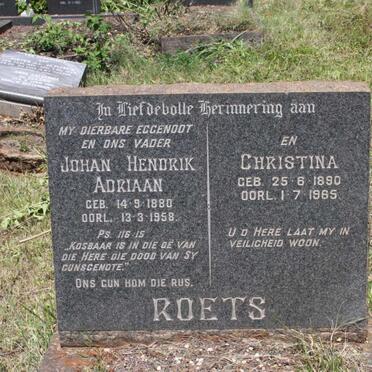 In Liefdevolle Herinnering aan
MY DIERBARE EGGENOOT
EN ONS VADER
JOHAN HENDRIK
ADRIAAN
GEB. 14-9-1880
OORL. 13-3-1958
PS. 116-15
„KOSBAAR IS IN DIE OË VAN
DIE HERE DIE DOOD VAN SY
GUNSGENOTE."
ONS GUN HOM DIE RUS.
EN
CHRISTINA
GEB. 25-6-1890
OORL. 1-7-1965
U O HERE LAAT MY IN
VEILIGHEID WOON.
ROETS